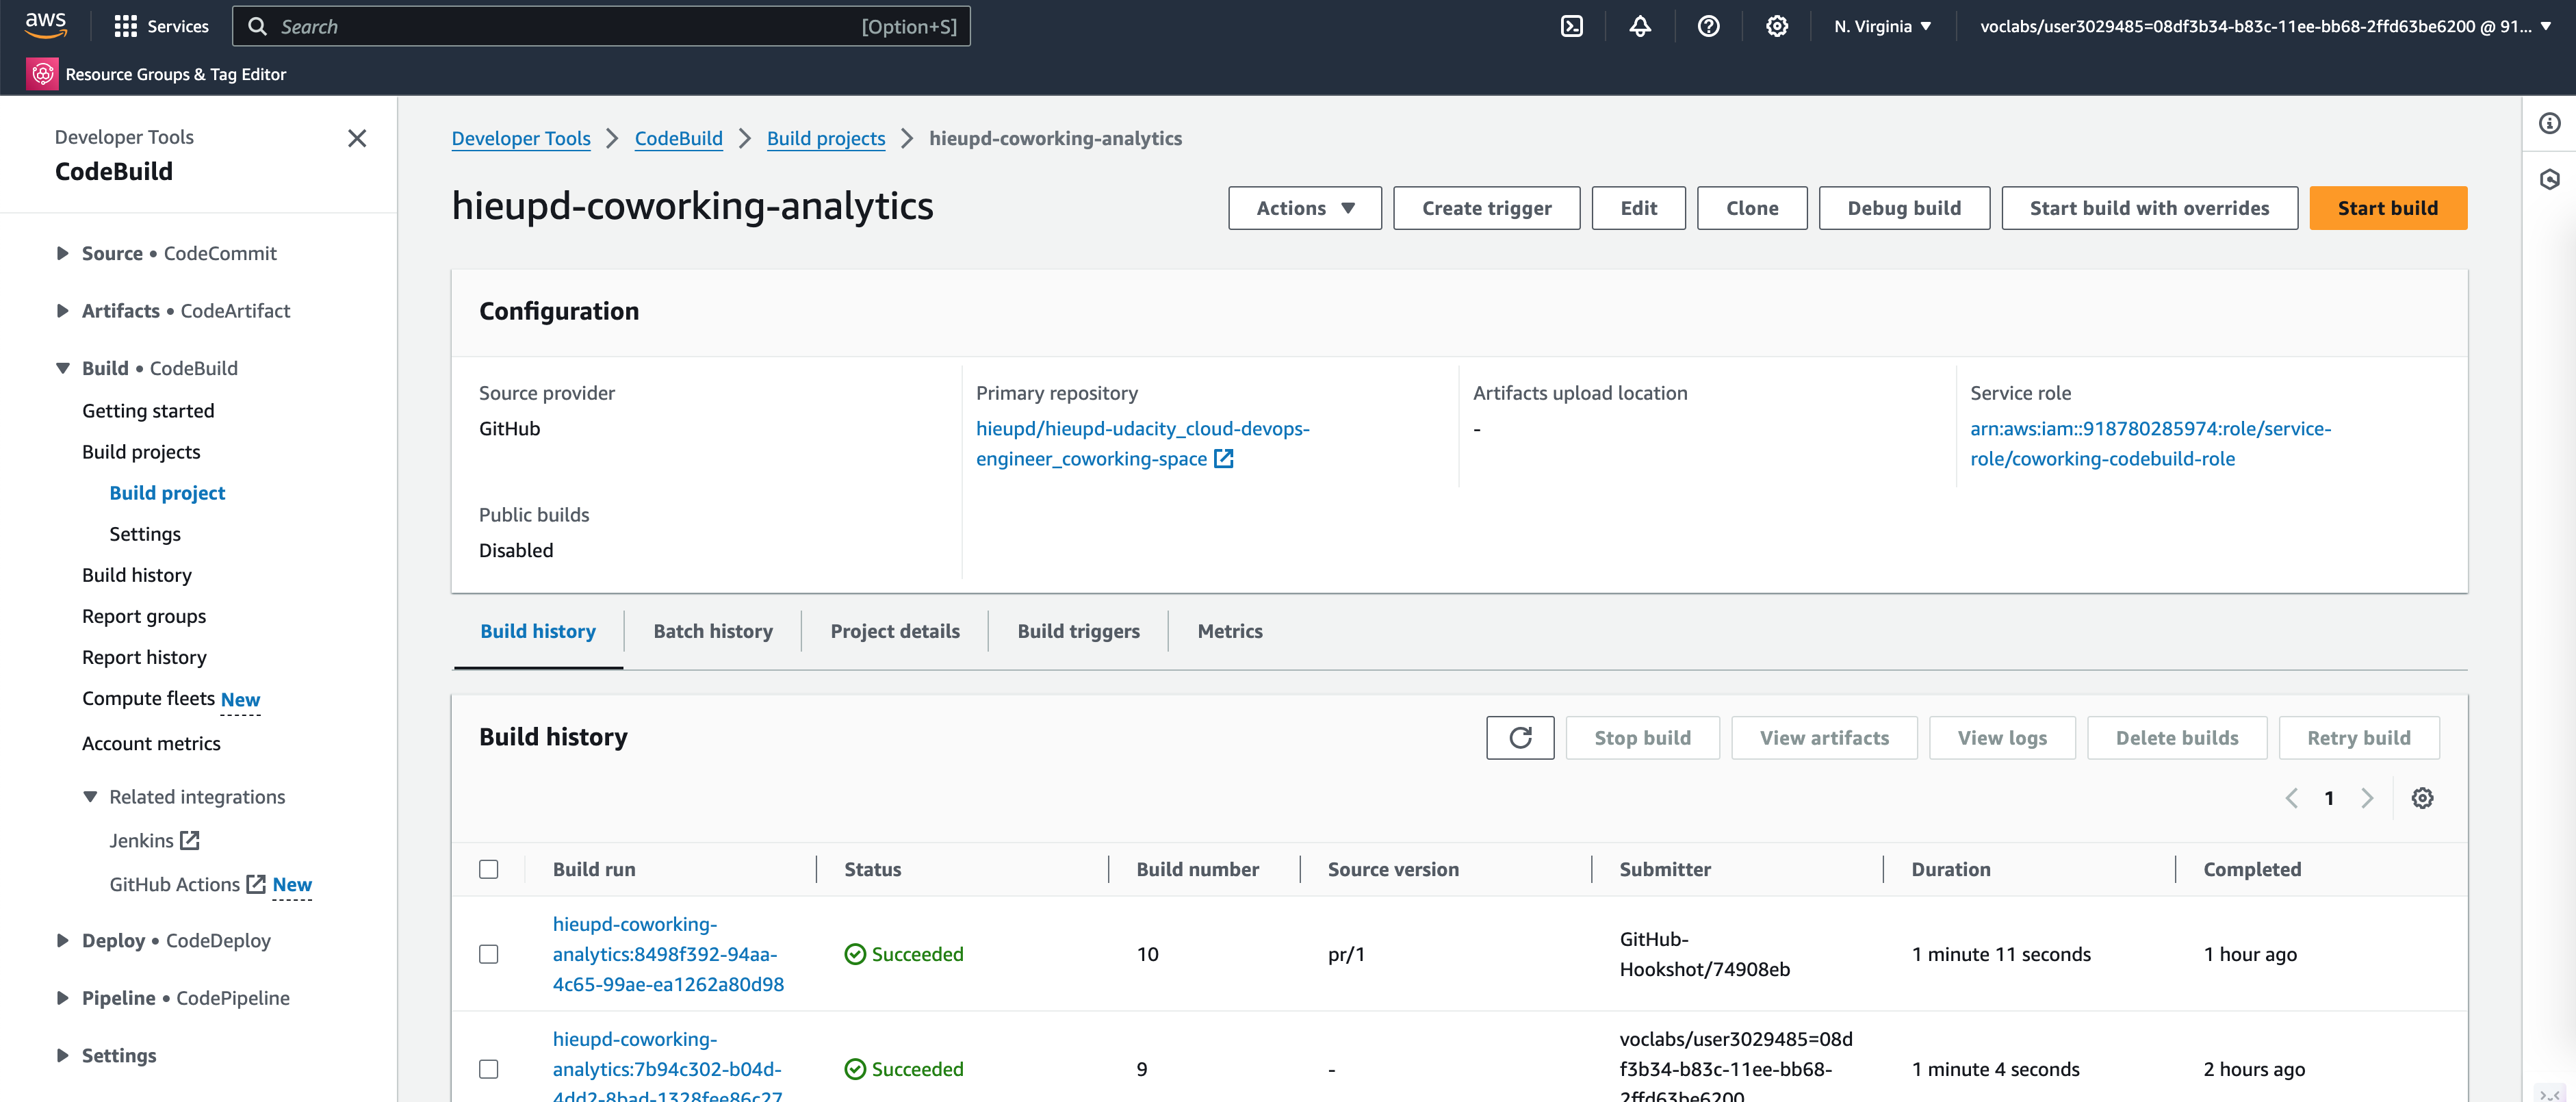 aws
Services
Search
[Option+S]
N. Virginia
voclabs/user3029485=08df3b34-b83c-11ee-bb68-2ffd63be6200 @ 91...
Resource Groups & Tag Editor
Developer Tools
CodeBuild
Source • CodeCommit
Artifacts • CodeArtifact
Build • CodeBuild
Getting started
Build projects
Build project
Settings
Build history
Report groups
Report history
Compute fleets New
Account metrics
Related integrations
Jenkins
GitHub Actions New
Deploy • CodeDeploy
Pipeline • CodePipeline
Settings
Developer Tools
CodeBuild
Build projects
hieupd-coworking-analytics
hieupd-coworking-analytics
Actions
Create trigger
Edit
Clone
Debug build
Start build with overrides
Start build
Configuration
Source provider
GitHub
Primary repository
hieupd/hieupd-udacity_cloud-devops-
engineer_coworking-space
Artifacts upload location
-
Service role
arn:aws:iam::918780285974:role/service-
role/coworking-codebuild-role
Public builds
Disabled
Build history
Batch history
Project details
Build triggers
Metrics
Build history
Stop build
View artifacts
View logs
Delete builds
Retry build
1
Build run
Status
Build number
Source version
Submitter
Duration
Completed
hieupd-coworking-
analytics:8498f392-94aa-
4c65-99ae-ea1262a80d98
Succeeded
10
pr/1
GitHub-
Hookshot/74908eb
1 minute 11 seconds
1 hour ago
hieupd-coworking-
analytics:7b94c302-b04d-
4dd2-8bad-1328fee86c27
Succeeded
9
-
voclabs/user3029485=08d
f3b34-b83c-11ee-bb68-
2ffd63be6200
1 minute 4 seconds
2 hours ago